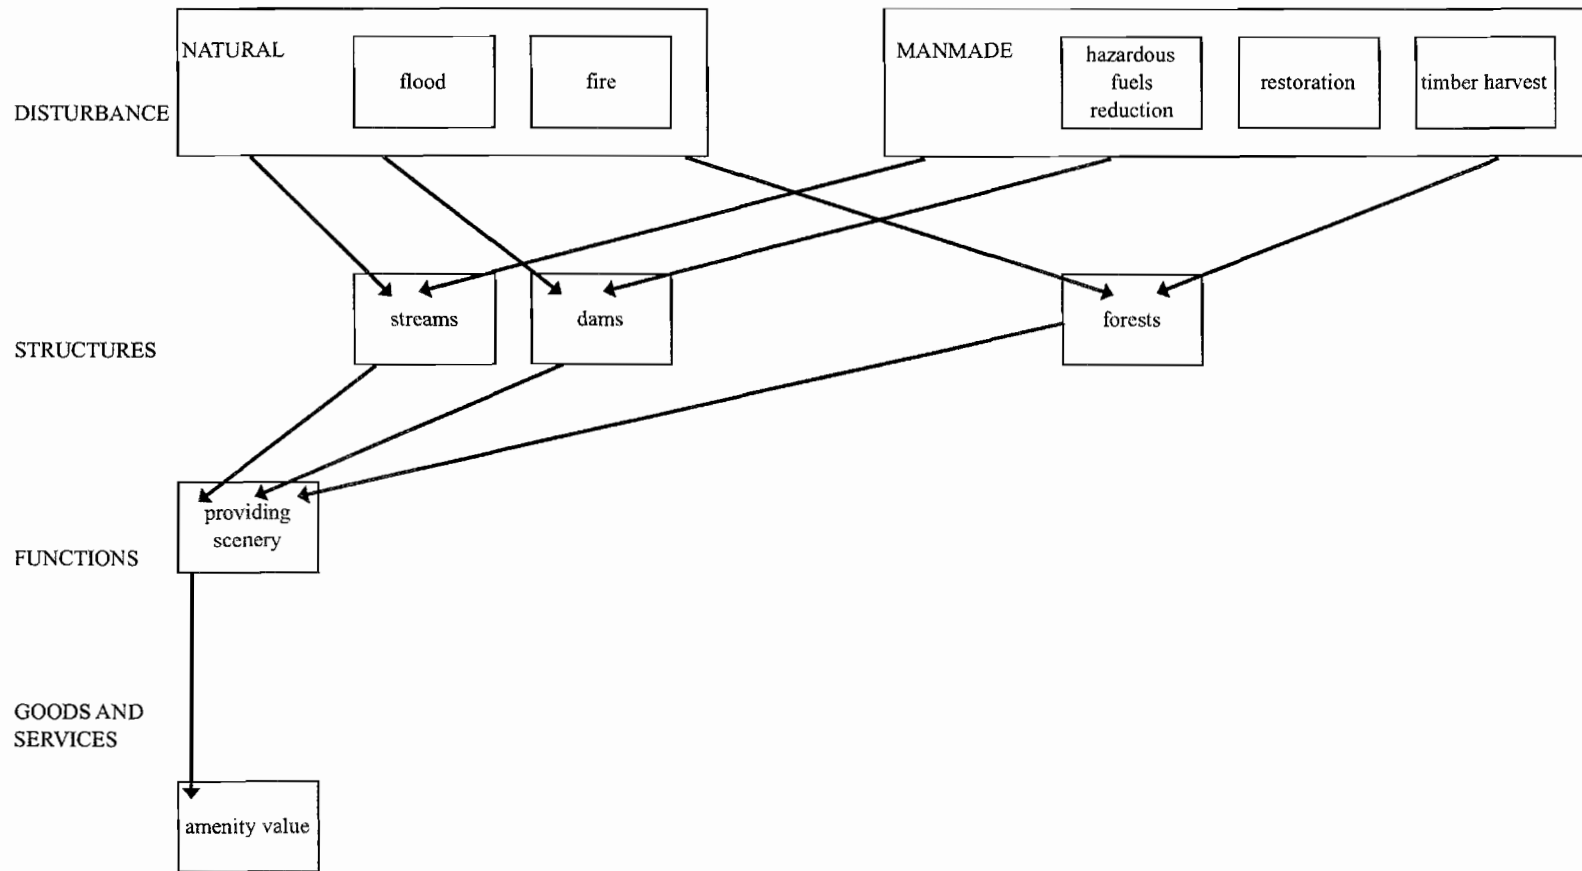 NATURAL
flood
fire
MANMADE
hazardous
fuels
reduction
restoration
timber harvest
DISTURBANCE
streams
dams
forests
STRUCTURES
providing
scenery
FUNCTIONS
GOODS AND
SERVICES
amenity value